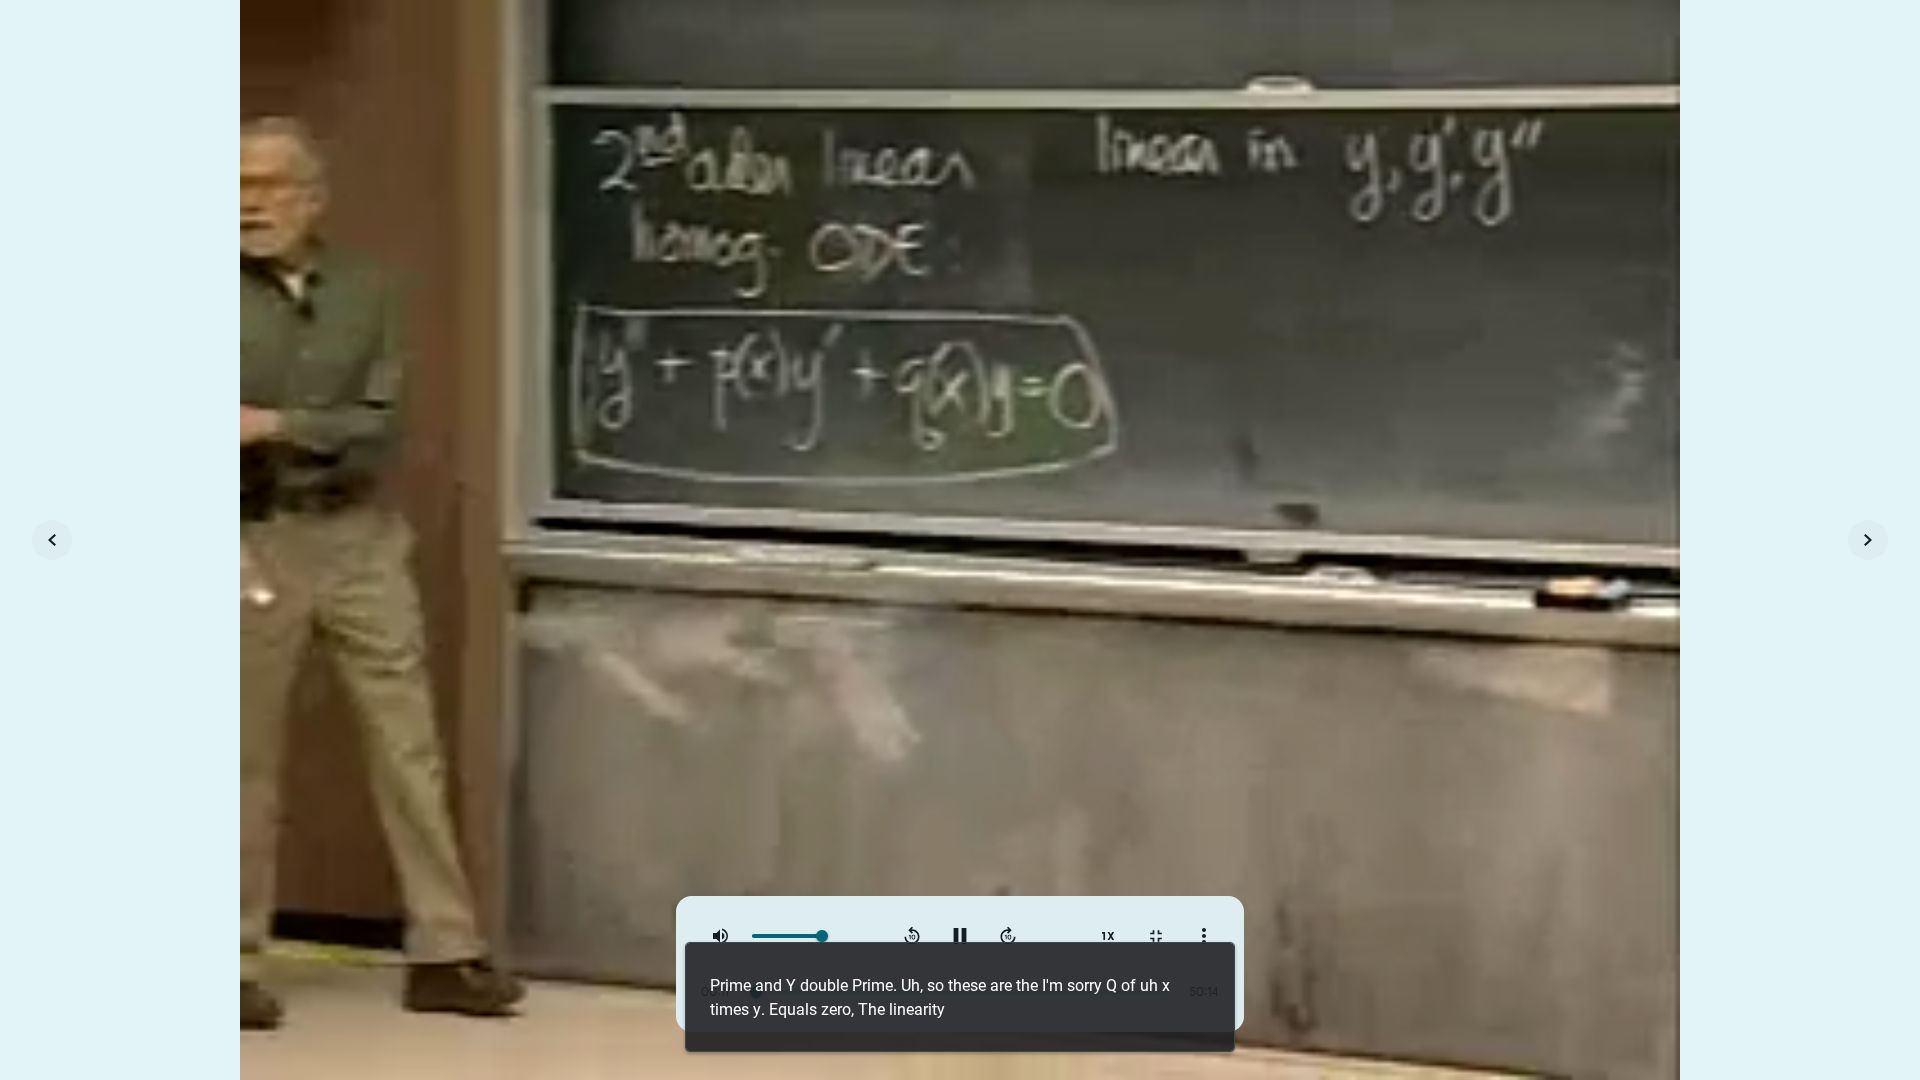 2nd order linear
homog. ODE:
y" + p(x)y' + q(x)y=0
linear in y, y', y"
1X
50:14
Prime and Y double Prime. Uh, so these are the I'm sorry Q of uh x
times y. Equals zero, The linearity